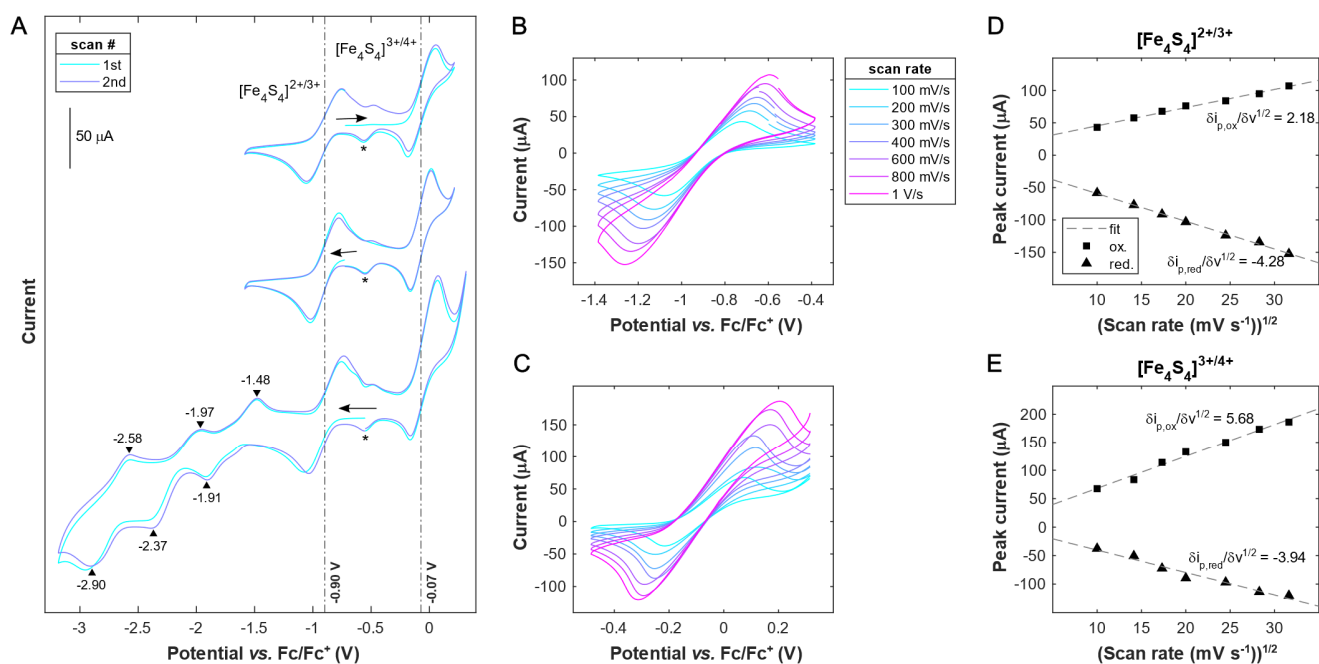 A
scan #
1st
2nd
50 µA
[Fe4S4]2+/3+
[Fe4S4]3+/4+
*
*
*
-2.58
-1.97
-1.48
-1.91
-2.37
-2.90
-0.90 V
-0.07 V
Current
-3 -2.5 -2 -1.5 -1 -0.5 0
Potential vs. Fc/Fc+ (V)
B
100
50
0
-50
-100
-150
Current (µA)
-1.4 -1.2 -1 -0.8 -0.6 -0.4
Potential vs. Fc/Fc+ (V)
scan rate
100 mV/s
200 mV/s
300 mV/s
400 mV/s
600 mV/s
800 mV/s
1 V/s
C
150
100
50
0
-50
-100
Current (µA)
-0.4 -0.2 0 0.2
Potential vs. Fc/Fc+ (V)
D
[Fe4S4]2+/3+
100
50
0
-50
-100
-150
Peak current (µA)
δip,ox/δv1/2 = 2.18
fit
ox.
red.
δip,red/δv1/2 = -4.28
10 15 20 25 30
(Scan rate (mV s-1))1/2
E
[Fe4S4]3+/4+
200
150
100
50
0
-50
-100
Peak current (µA)
δip,ox/δv1/2 = 5.68
δip,red/δv1/2 = -3.94
10 15 20 25 30
(Scan rate (mV s-1))1/2